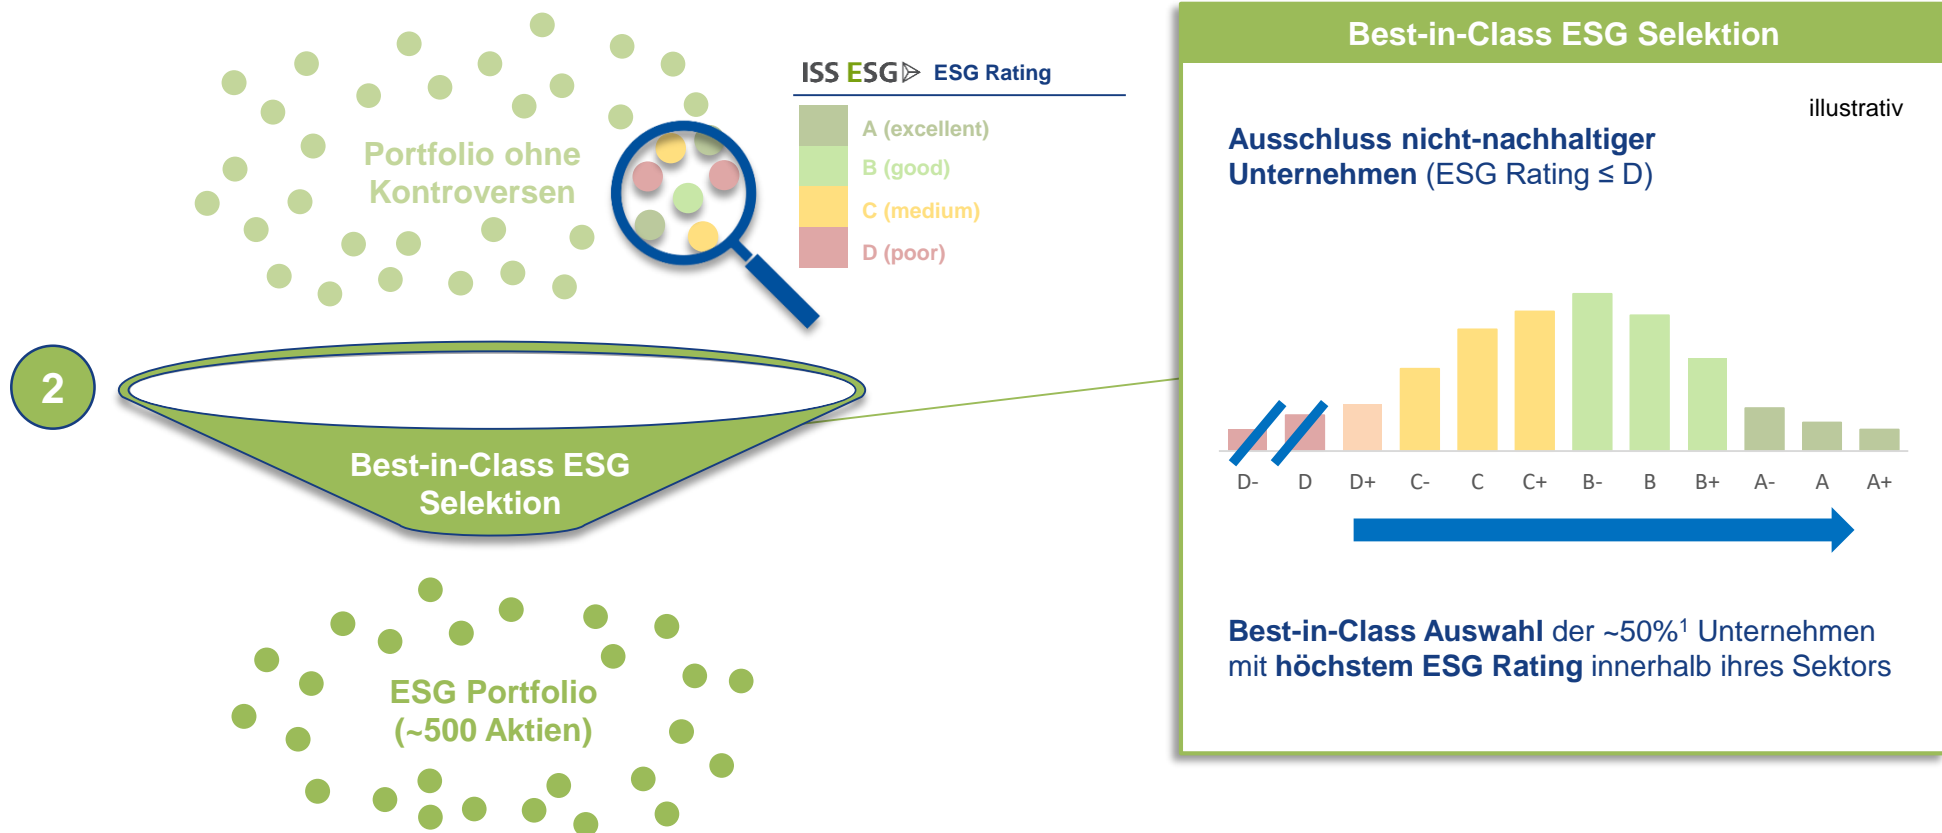 Portfolio ohne
Kontroversen
ISS ESG ESG Rating
A (excellent)
B (good)
C (medium)
D (poor)
2
Best-in-Class ESG
Selektion
ESG Portfolio
(~500 Aktien)
Best-in-Class ESG Selektion
illustrativ
Ausschluss nicht-nachhaltiger
Unternehmen (ESG Rating ≤ D)
D- D D+ C- C C+ B- B B+ A- A A+
Best-in-Class Auswahl der ~50%¹ Unternehmen
mit höchstem ESG Rating innerhalb ihres Sektors